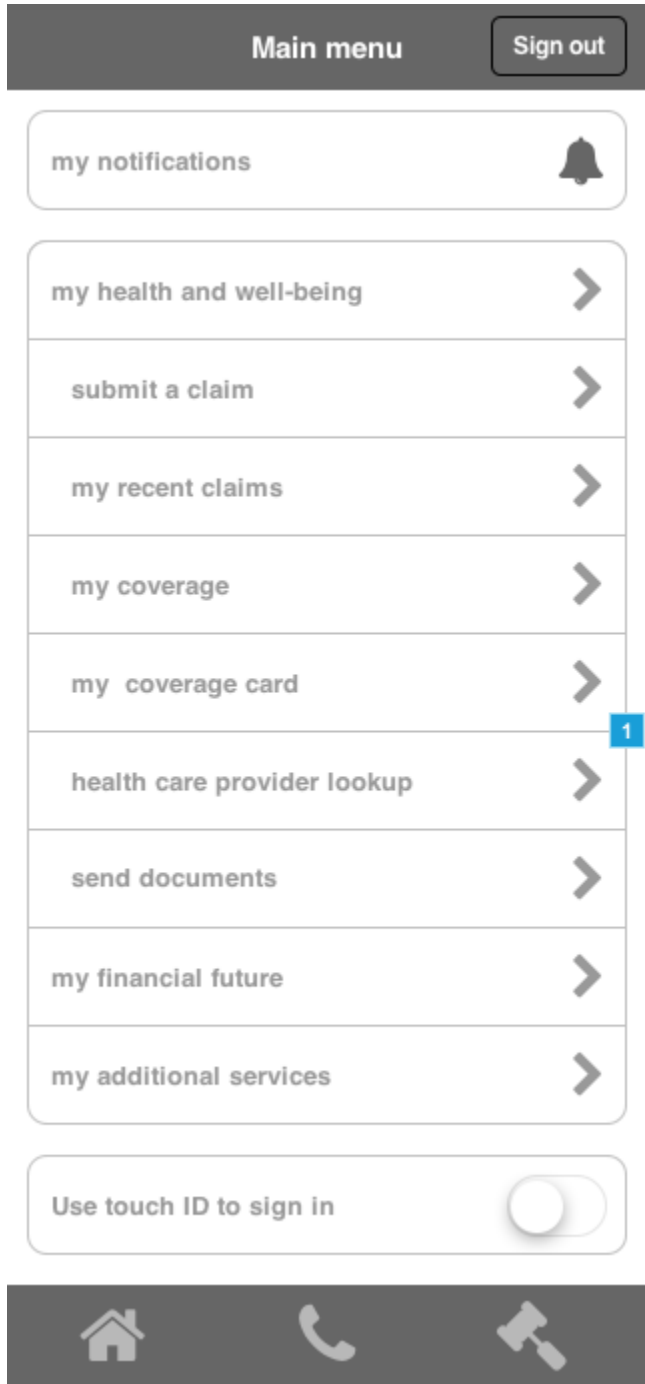 Main menu
Sign out
my notifications
my health and well-being
submit a claim
my recent claims
my coverage
my  coverage card
1
health care provider lookup
send documents
my financial future
my additional services
Use touch ID to sign in